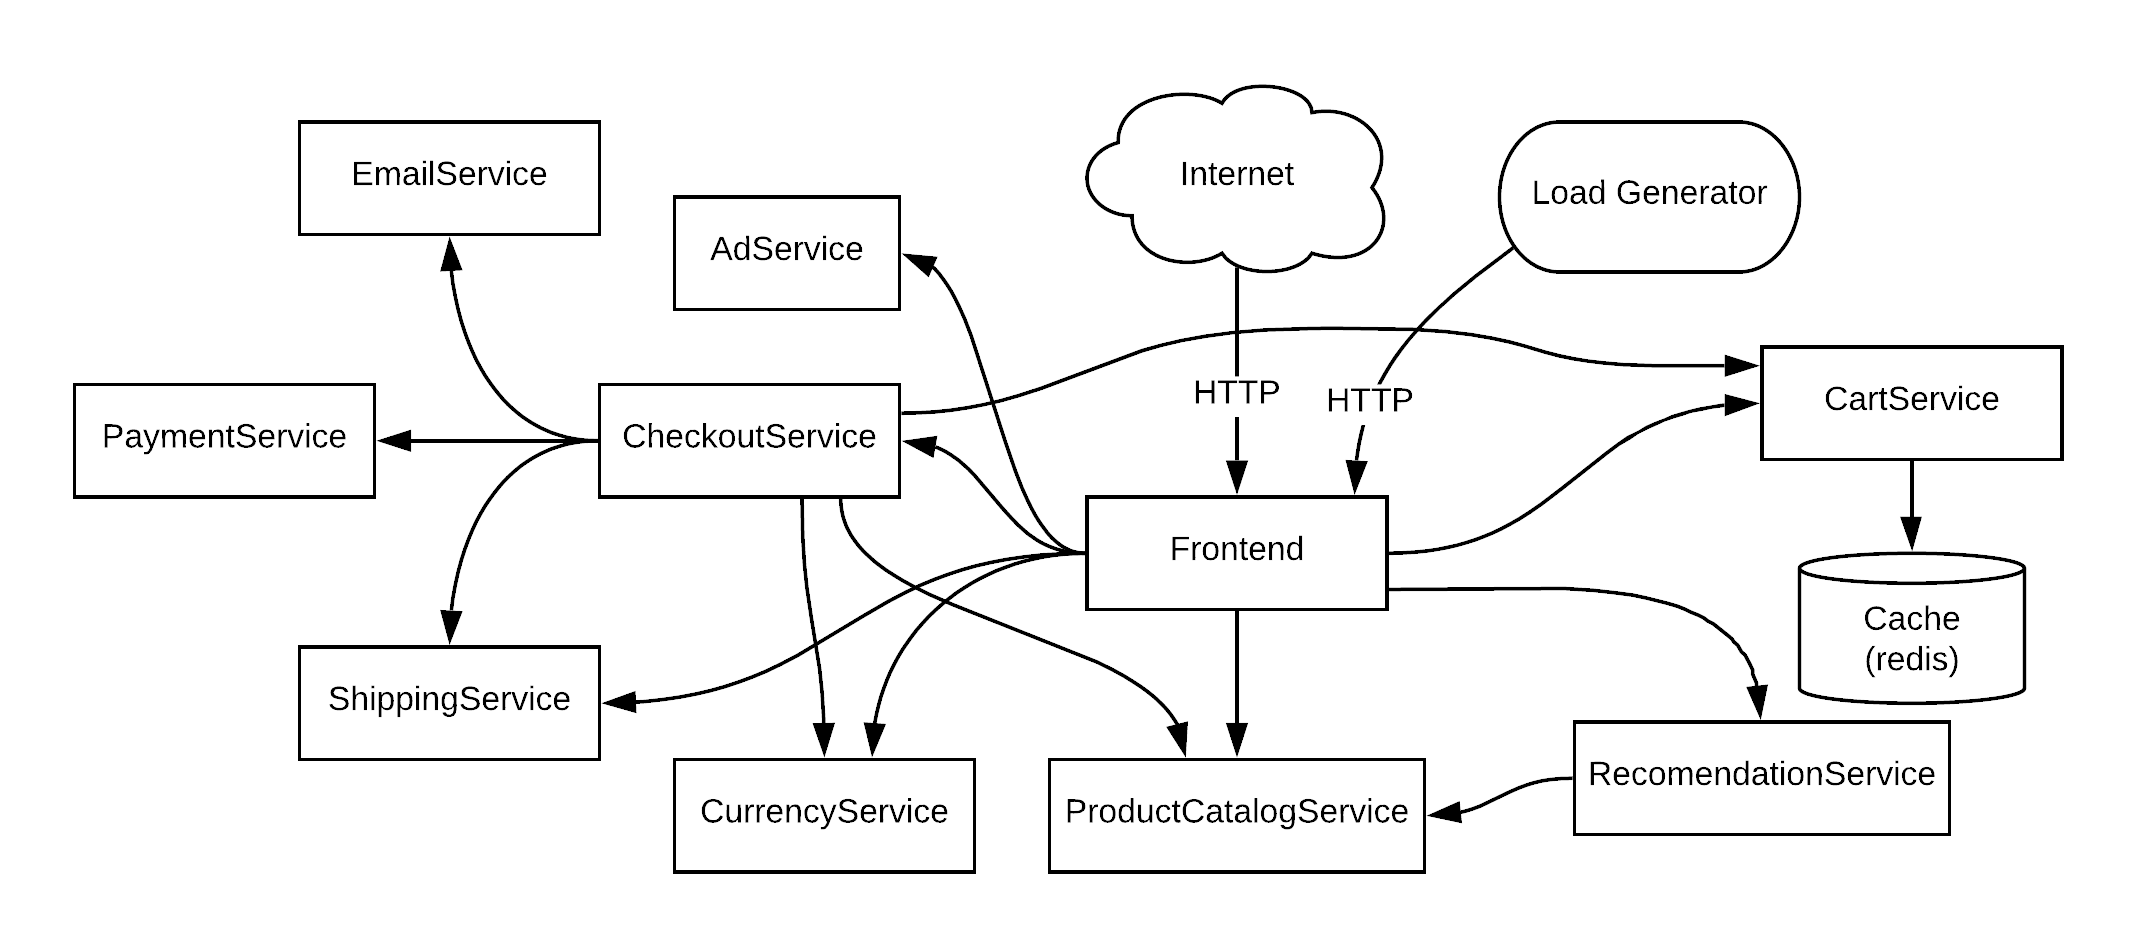 EmailService
Internet
Load Generator
AdService
HTTP
HTTP
CartService
PaymentService
CheckoutService
Frontend
Cache
(redis)
ShippingService
RecomendationService
CurrencyService
ProductCatalogService